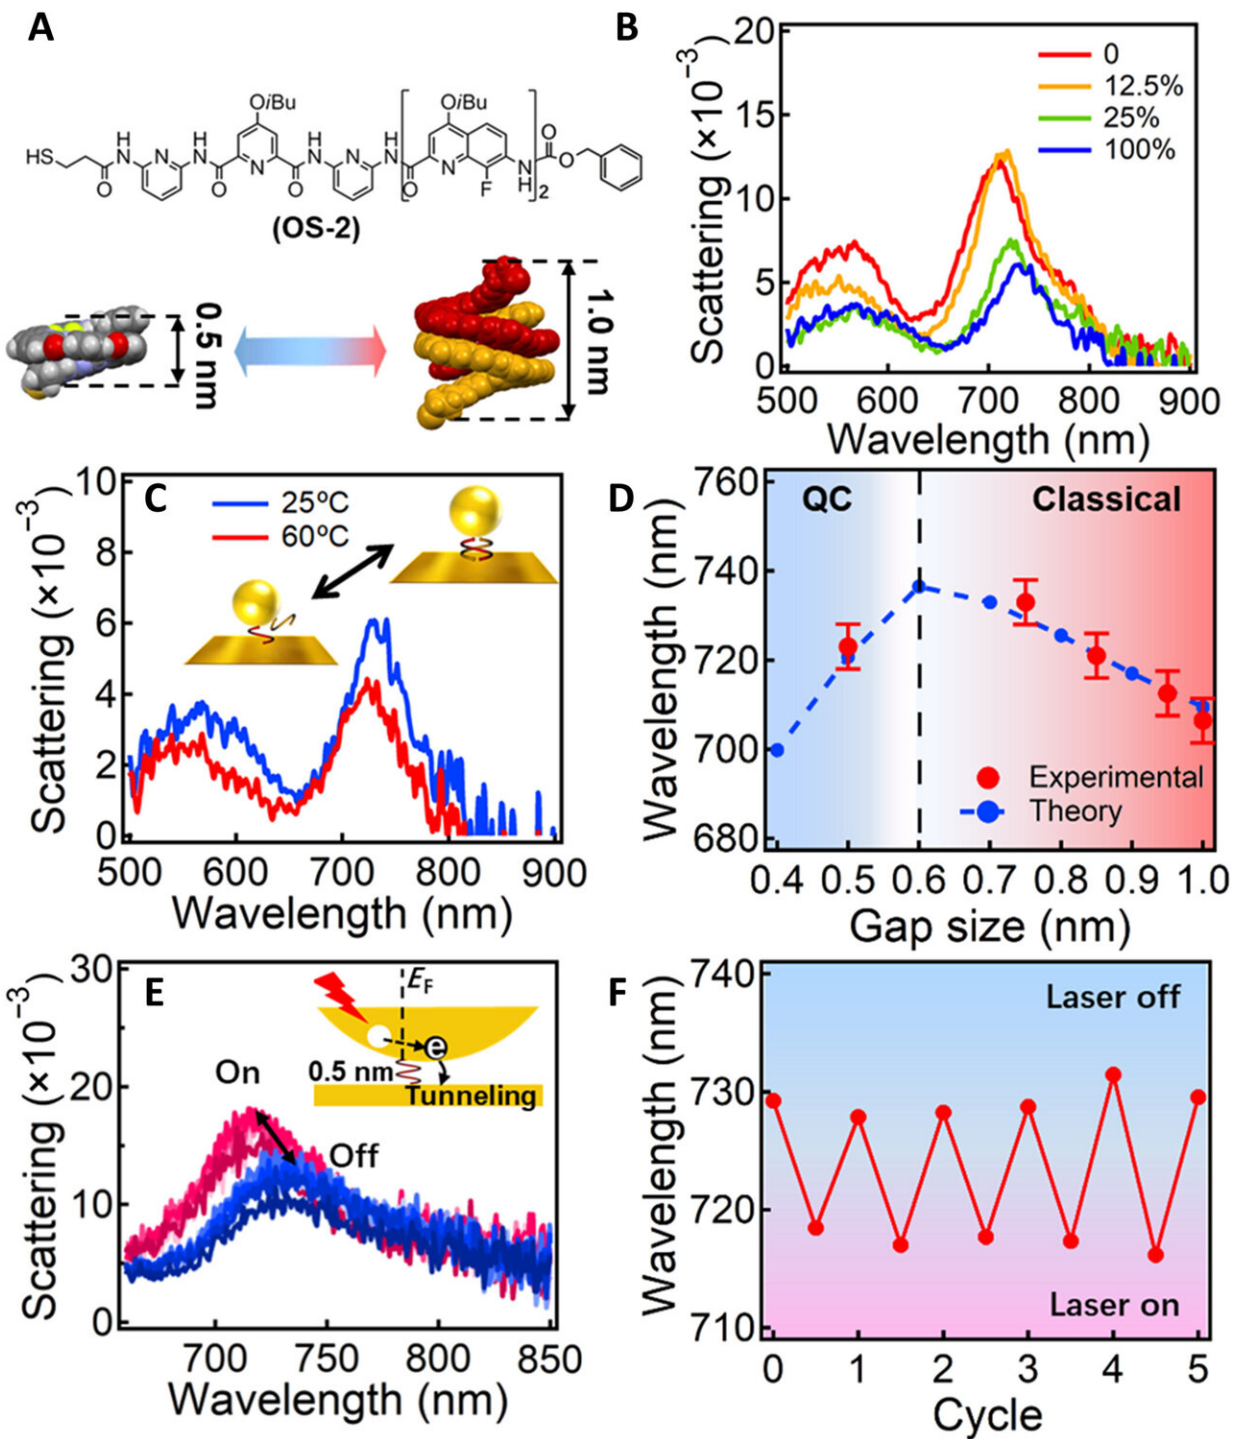 A
OiBu
OiBu
HS
H
N
O
N
H
N
O
N
O
H
N
N
H
N
O
N
F
N
H
2
O
O
(OS-2)
0.5 nm
1.0 nm
B
Scattering (×10⁻³)
20
15
10
5
0
0
12.5%
25%
100%
500 600 700 800 900
Wavelength (nm)
C
Scattering (×10⁻³)
10
8
6
4
2
0
25°C
60°C
500 600 700 800 900
Wavelength (nm)
D
QC
Classical
Wavelength (nm)
760
740
720
700
680
Experimental
Theory
0.4 0.5 0.6 0.7 0.8 0.9 1.0
Gap size (nm)
E
Scattering (×10⁻³)
30
20
10
0
EF
e
0.5 nm
Tunneling
On
Off
700 750 800 850
Wavelength (nm)
F
Wavelength (nm)
740
730
720
710
Laser off
Laser on
0 1 2 3 4 5
Cycle